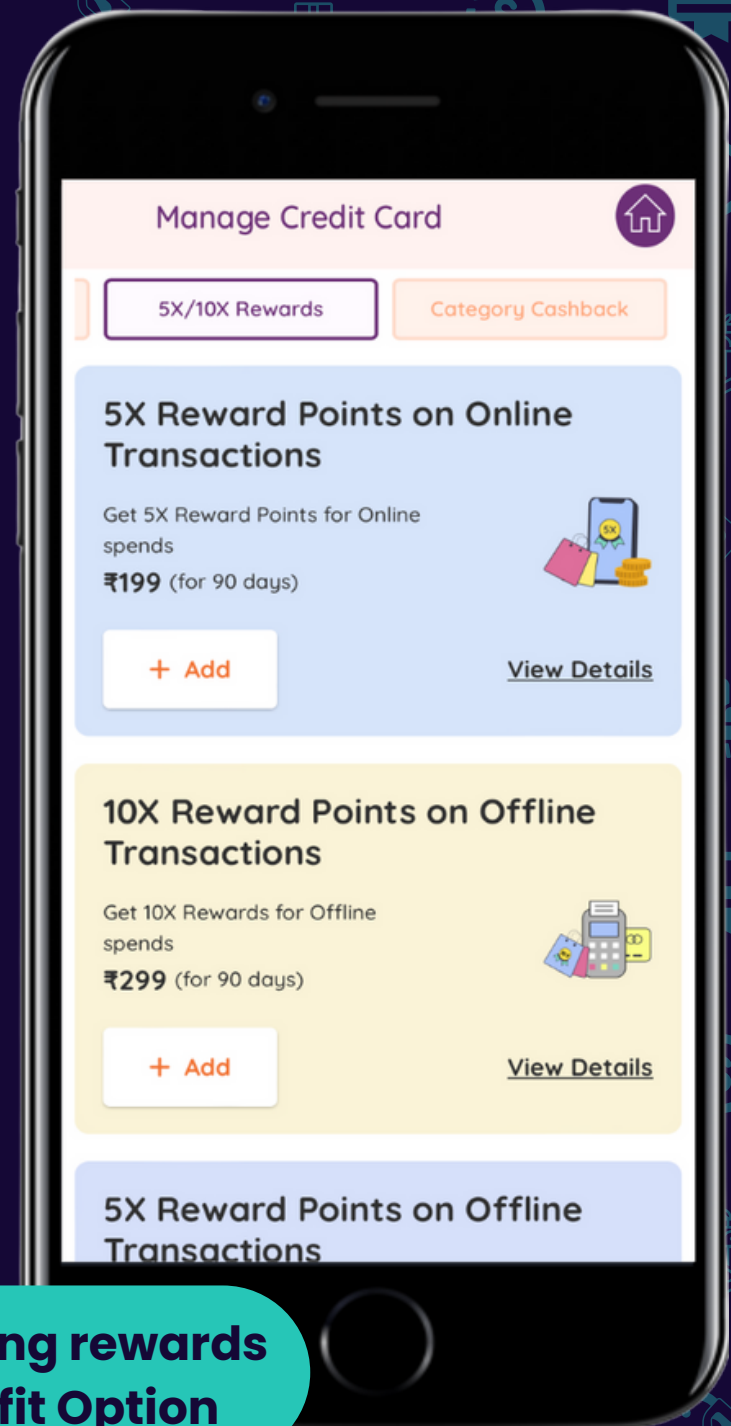 Manage Credit Card
5X/10X Rewards
Category Cashback
5X Reward Points on Online
Transactions
Get 5X Reward Points for Online
spends
₹199 (for 90 days)
5X
+ Add
View Details
10X Reward Points on Offline
Transactions
Get 10X Rewards for Offline
spends
₹299 (for 90 days)
+ Add
View Details
5X Reward Points on Offline
Transactions
rewards
Option